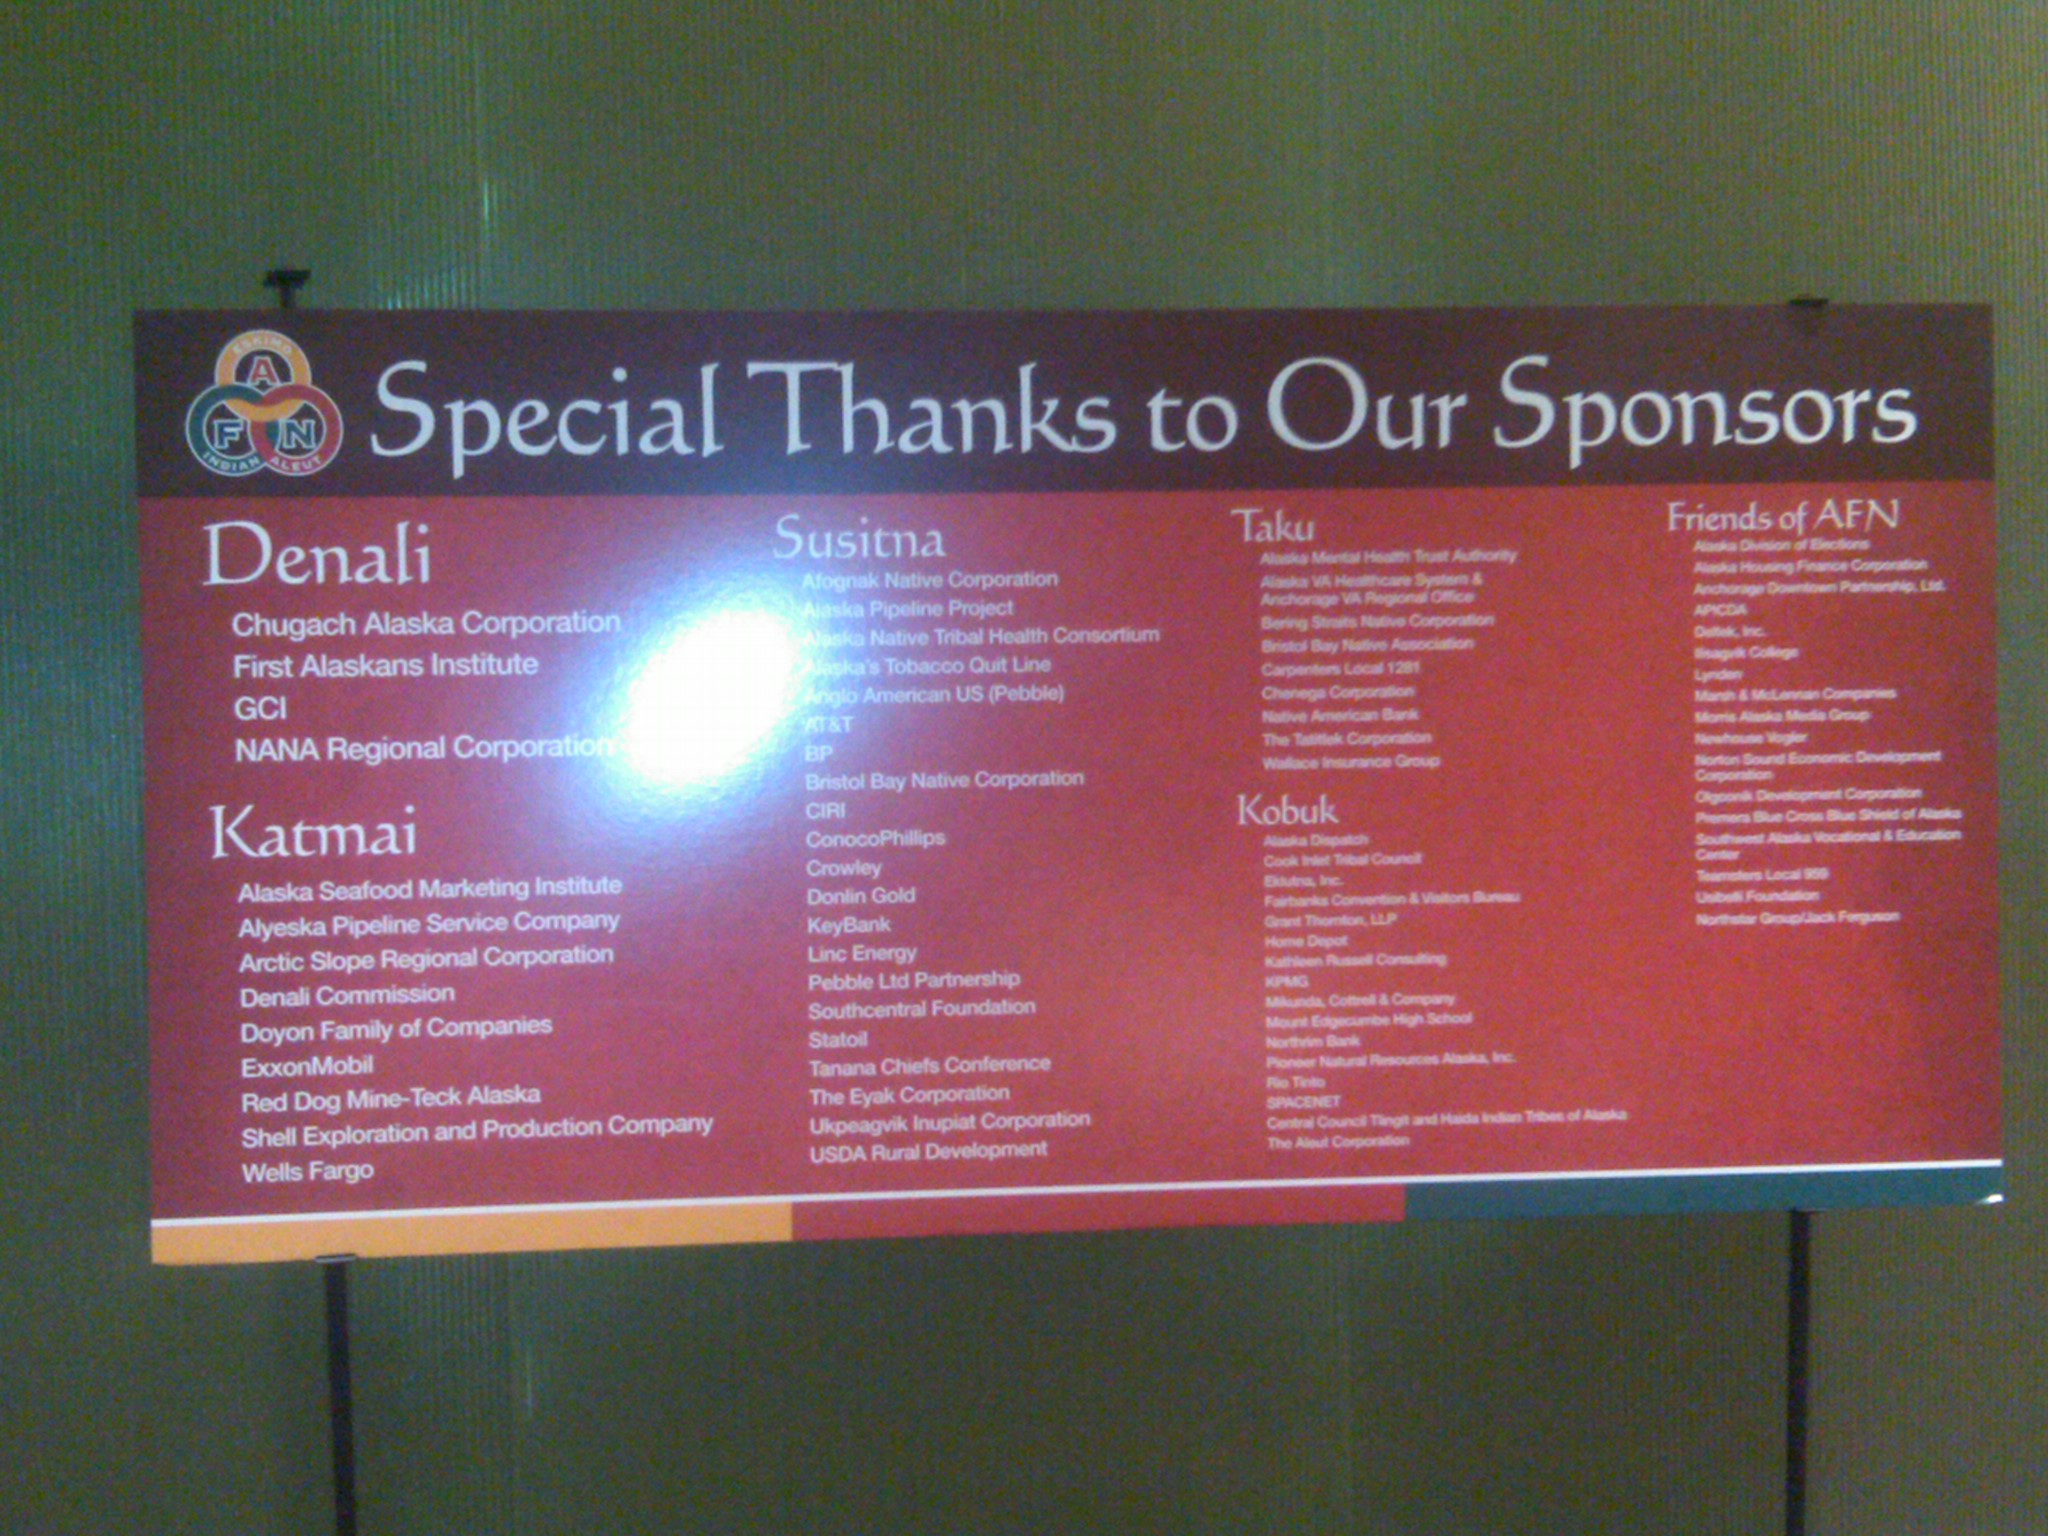 ESKIMO
A
F N
INDIAN ALEUT
Special Thanks to Our Sponsors
Denali
Chugach Alaska Corporation
First Alaskans Institute
GCI
NANA Regional Corporation
Katmai
Alaska Seafood Marketing Institute
Alyeska Pipeline Service Company
Arctic Slope Regional Corporation
Denali Commission
Doyon Family of Companies
ExxonMobil
Red Dog Mine-Teck Alaska
Shell Exploration and Production Company
Wells Fargo
Susitna
Afognak Native Corporation
Alaska Pipeline Project
Alaska Native Tribal Health Consortium
Alaska's Tobacco Quit Line
Anglo American US (Pebble)
AT&T
BP
Bristol Bay Native Corporation
CIRI
ConocoPhillips
Crowley
Donlin Gold
KeyBank
Linc Energy
Pebble Ltd Partnership
Southcentral Foundation
Statoil
Tanana Chiefs Conference
The Eyak Corporation
Ukpeagvik Inupiat Corporation
USDA Rural Development
Taku
Alaska Mental Health Trust Authority
Alaska VA Healthcare System &
Anchorage VA Regional Office
Bering Straits Native Corporation
Bristol Bay Native Association
Carpenters Local 1281
Chenega Corporation
Native American Bank
The Tatitlek Corporation
Wallace Insurance Group
Kobuk
Alaska Dispatch
Cook Inlet Tribal Council
Eklutna, Inc.
Fairbanks Convention & Visitors Bureau
Grant Thornton, LLP
Home Depot
Kathleen Russell Consulting
KPMG
Mikunda, Cottrell & Company
Mount Edgecumbe High School
Northrim Bank
Pioneer Natural Resources Alaska, Inc.
Rio Tinto
SPACENET
Central Council Tlingit and Haida Indian Tribes of Alaska
The Aleut Corporation
Friends of AFN
Alaska Division of Elections
Alaska Housing Finance Corporation
Anchorage Downtown Partnership, Ltd.
APICDA
Deltek, Inc.
Ilisagvik College
Lynden
Marsh & McLennan Companies
Morris Alaska Media Group
Newhouse Vogler
Norton Sound Economic Development
Corporation
Olgoonik Development Corporation
Premera Blue Cross Blue Shield of Alaska
Southwest Alaska Vocational & Education
Center
Teamsters Local 959
Usibelli Foundation
Northstar Group/Jack Ferguson